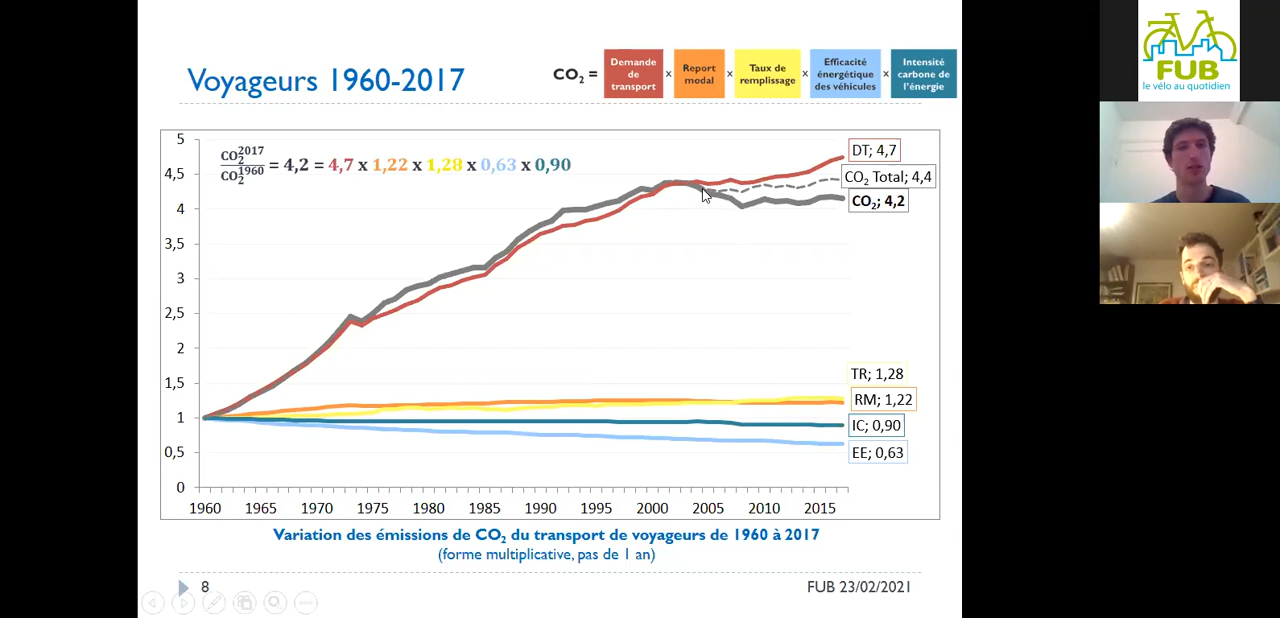 Voyageurs 1960-2017
CO2 =
Demande
de
transport
x
Report
modal
x
Taux de
remplissage
x
Efficacité
énergétique
des véhicules
x
Intensité
carbone de
l'énergie
FUB
le vélo au quotidien
CO2 2017
CO2 1960
= 4,2 = 4,7 x 1,22 x 1,28 x 0,63 x 0,90
5
4,5
4
3,5
3
2,5
2
1,5
1
0,5
0
DT; 4,7
CO2 Total; 4,4
CO2; 4,2
TR; 1,28
RM; 1,22
IC; 0,90
EE; 0,63
1960 1965 1970 1975 1980 1985 1990 1995 2000 2005 2010 2015
Variation des émissions de CO2 du transport de voyageurs de 1960 à 2017
(forme multiplicative, pas de 1 an)
8
FUB 23/02/2021